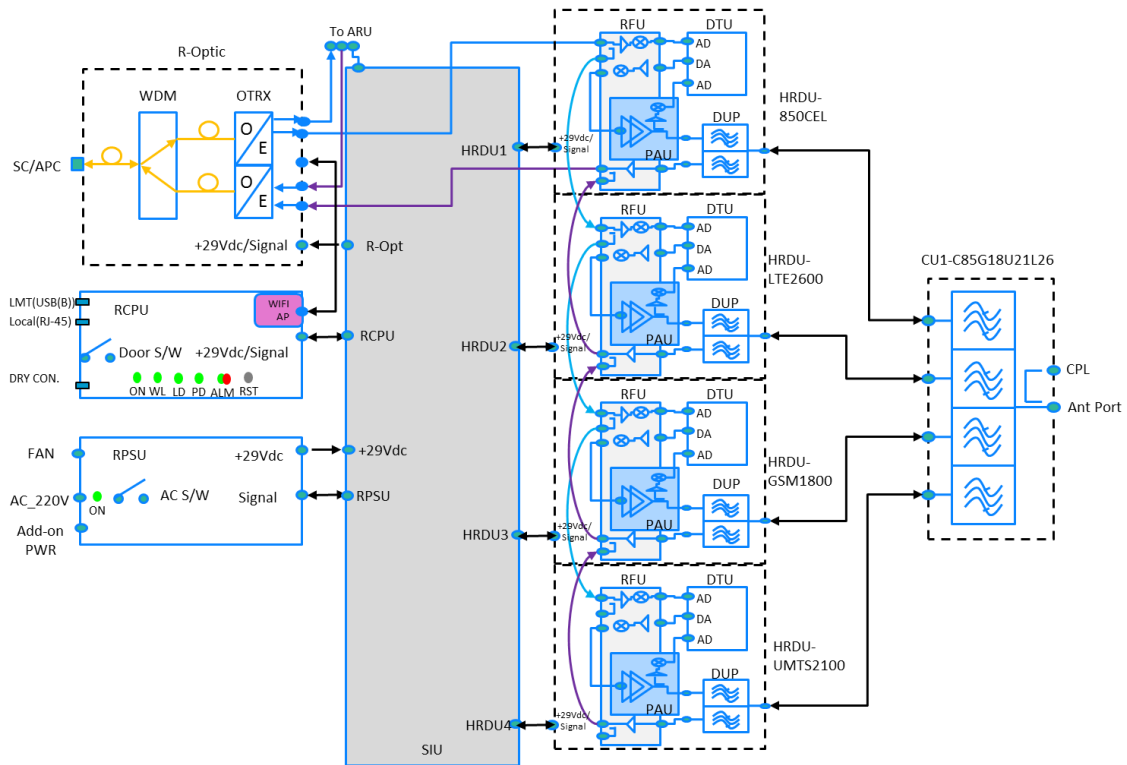 To ARU
R-Optic
WDM
OTRX
O
E
O
E
SC/APC
+29Vdc/Signal
R-Opt
LMT(USB(B))
Local(RJ-45)
RCPU
WIFI
AP
Door S/W
+29Vdc/Signal
RCPU
DRY CON.
ON
WL
LD
PD
ALM
RST
FAN
RPSU
+29Vdc
+29Vdc
AC_220V
ON
AC S/W
Signal
RPSU
Add-on
PWR
HRDU1
HRDU2
HRDU3
HRDU4
SIU
RFU
DTU
AD
DA
AD
DUP
PAU
+29Vdc/
Signal
HRDU-
850CEL
RFU
DTU
AD
DA
AD
DUP
PAU
+29Vdc/
Signal
HRDU-
LTE2600
RFU
DTU
AD
DA
AD
DUP
PAU
+29Vdc/
Signal
HRDU-
GSM1800
RFU
DTU
AD
DA
AD
DUP
PAU
+29Vdc/
Signal
HRDU-
UMTS2100
CU1-C85G18U21L26
CPL
Ant Port